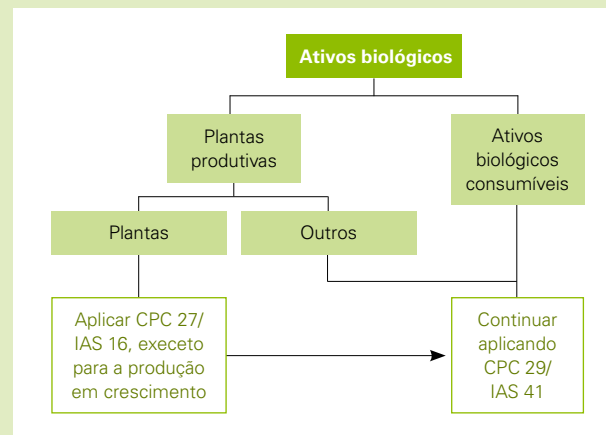 Ativos biológicos
Plantas
produtivas
Ativos
biológicos
consumíveis
Plantas
Outros
Aplicar CPC 27/
IAS 16, execeto
para a produção
em crescimento
Continuar
aplicando
CPC 29/
IAS 41